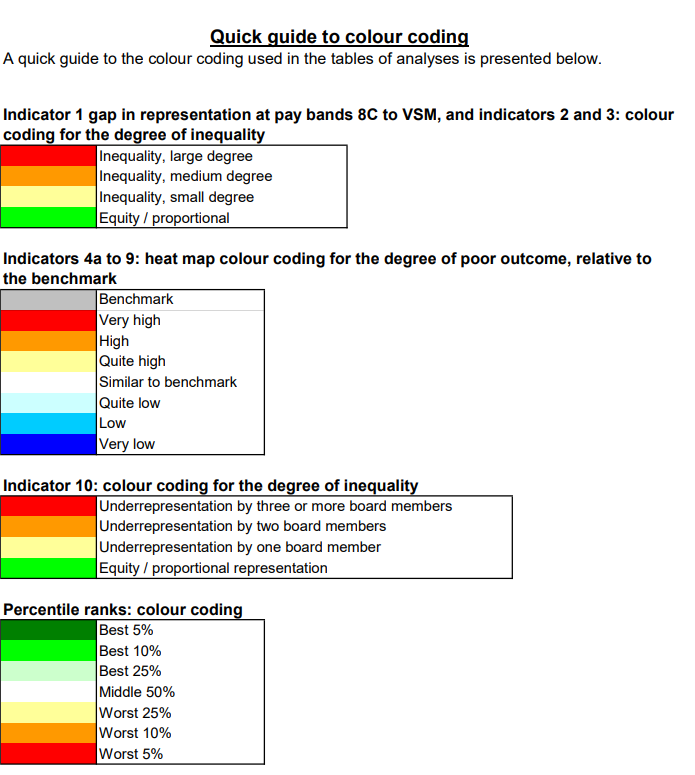 Quick guide to colour coding
A quick guide to the colour coding used in the tables of analyses is presented below.
Indicator 1 gap in representation at pay bands 8C to VSM, and indicators 2 and 3: colour
coding for the degree of inequality
Inequality, large degree
Inequality, medium degree
Inequality, small degree
Equity / proportional
Indicators 4a to 9: heat map colour coding for the degree of poor outcome, relative to
the benchmark
Benchmark
Very high
High
Quite high
Similar to benchmark
Quite low
Low
Very low
Indicator 10: colour coding for the degree of inequality
Underrepresentation by three or more board members
Underrepresentation by two board members
Underrepresentation by one board member
Equity / proportional representation
Percentile ranks: colour coding
Best 5%
Best 10%
Best 25%
Middle 50%
Worst 25%
Worst 10%
Worst 5%